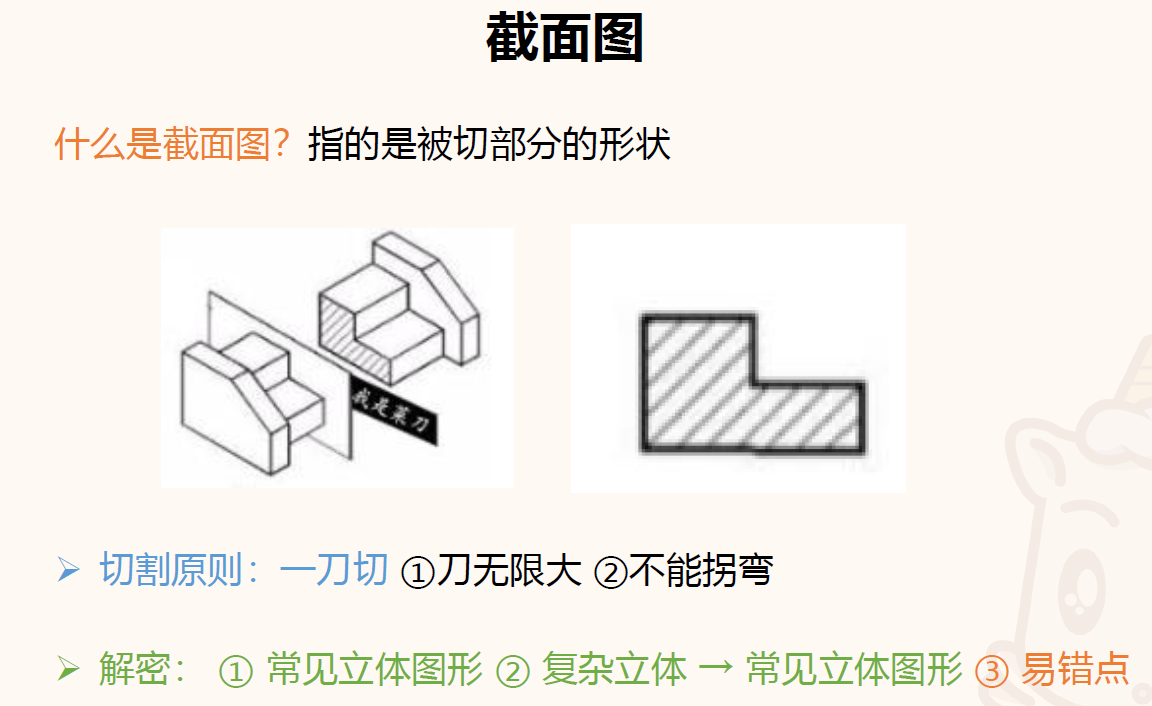 截面图
什么是截面图？指的是被切部分的形状
我是菜刀
➢ 切割原则：一刀切 ①刀无限大 ②不能拐弯
➢ 解密： ① 常见立体图形 ② 复杂立体 → 常见立体图形 ③ 易错点